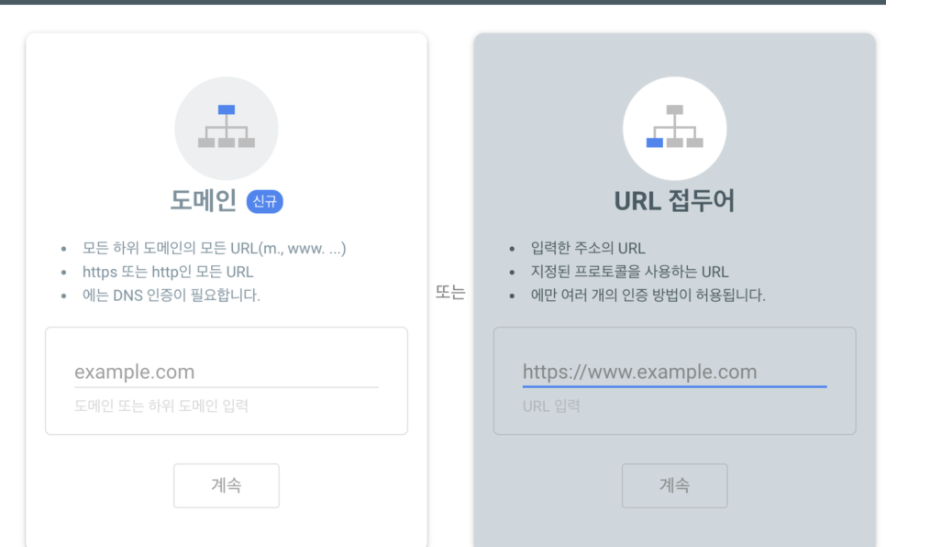 도메인 신규
모든 하위 도메인의 모든 URL(m., www. ...)
https 또는 http인 모든 URL
에는 DNS 인증이 필요합니다.
example.com
도메인 또는 하위 도메인 입력
계속
또는
URL 접두어
입력한 주소의 URL
지정된 프로토콜을 사용하는 URL
에만 여러 개의 인증 방법이 허용됩니다.
https://www.example.com
URL 입력
계속